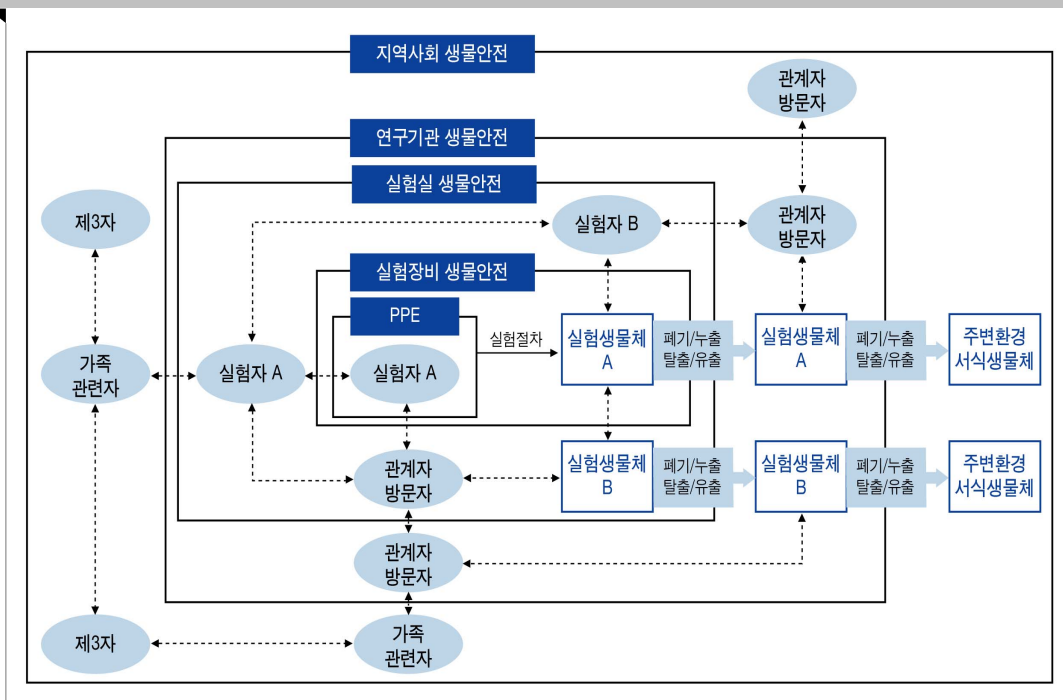 지역사회 생물안전
관계자
방문자
연구기관 생물안전
실험실 생물안전
제3자
실험자 B
관계자
방문자
실험장비 생물안전
PPE
실험절차
실험생물체
A
폐기/누출
탈출/유출
실험생물체
A
폐기/누출
탈출/유출
주변환경
서식생물체
가족
관련자
실험자 A
실험자 A
관계자
방문자
실험생물체
B
폐기/누출
탈출/유출
실험생물체
B
폐기/누출
탈출/유출
주변환경
서식생물체
관계자
방문자
제3자
가족
관련자